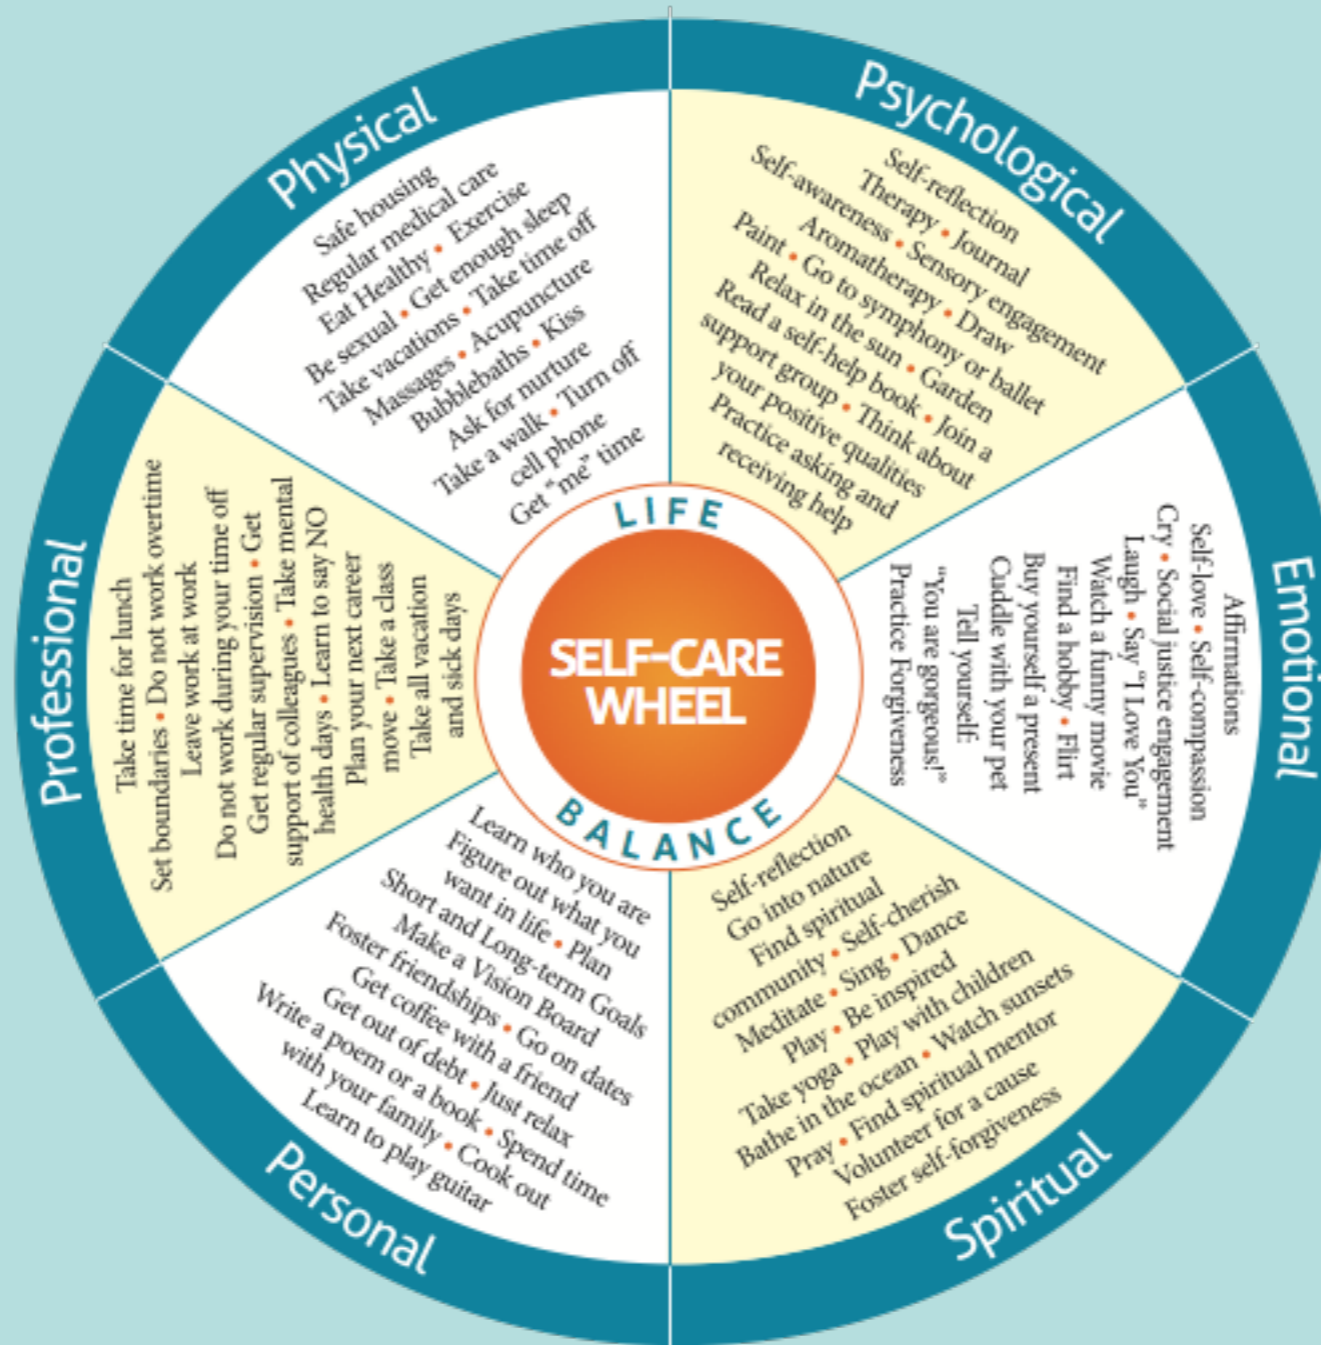 Physical
Safe housing
Regular medical care
Eat Healthy • Exercise
Be sexual • Get enough sleep
Take vacations • Take time off
Massages • Acupuncture
Bubblebaths • Kiss
Ask for nurture
Take a walk • Turn off
cell phone
Get “me” time
Psychological
Self-reflection
Therapy • Journal
Self-awareness • Sensory engagement
Aromatherapy • Draw
Paint • Go to symphony or ballet
Relax in the sun • Garden
Read a self-help book • Join a
support group • Think about
your positive qualities
Practice asking and
receiving help
Emotional
Affirmations
Self-love • Self-compassion
Cry • Social justice engagement
Laugh • Say “I Love You”
Watch a funny movie
Find a hobby • Flirt
Buy yourself a present
Cuddle with your pet
Tell yourself:
“You are gorgeous!”
Practice Forgiveness
Spiritual
Self-reflection
Go into nature
Find spiritual
community • Self-cherish
Meditate • Sing • Dance
Play • Be inspired
Take yoga • Play with children
Bathe in the ocean • Watch sunsets
Pray • Find spiritual mentor
Volunteer for a cause
Foster self-forgiveness
Personal
Learn who you are
Figure out what you
want in life • Plan
Short and Long-term Goals
Make a Vision Board
Foster friendships • Go on dates
Get coffee with a friend
Get out of debt • Just relax
Write a poem or a book • Spend time
with your family • Cook out
Learn to play guitar
Professional
Take time for lunch
Set boundaries • Do not work overtime
Leave work at work
Do not work during your time off
Get regular supervision • Get
support of colleagues • Take mental
health days • Learn to say NO
Plan your next career
move • Take a class
Take all vacation
and sick days
LIFE
SELF-CARE
WHEEL
BALANCE